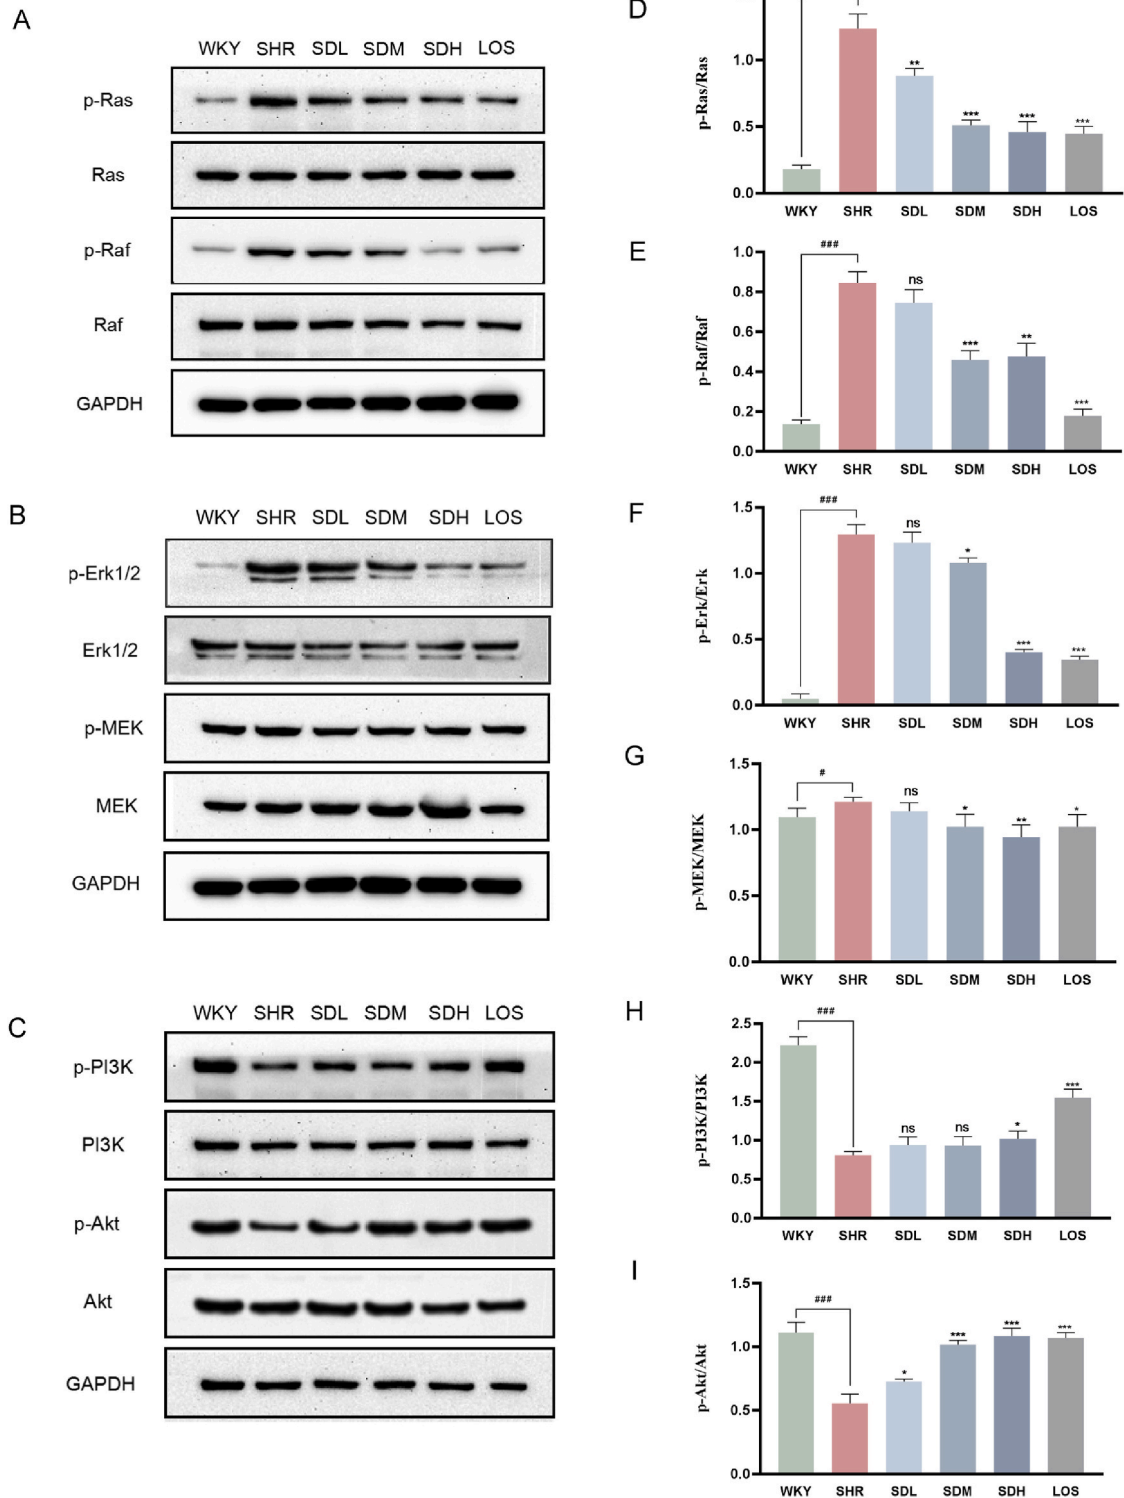 A
WKY SHR SDL SDM SDH LOS
p-Ras
Ras
p-Raf
Raf
GAPDH
B
WKY SHR SDL SDM SDH LOS
p-Erk1/2
Erk1/2
p-MEK
MEK
GAPDH
C
WKY SHR SDL SDM SDH LOS
p-PI3K
PI3K
p-Akt
Akt
GAPDH
D
p-Ras/Ras
1.0
0.5
0.0
** *** *** ***
WKY SHR SDL SDM SDH LOS
E
p-Raf/Raf
1.0
0.8
0.6
0.4
0.2
0.0
### ns *** ** ***
WKY SHR SDL SDM SDH LOS
F
p-Erk/Erk
1.5
1.0
0.5
0.0
### ns * *** ***
WKY SHR SDL SDM SDH LOS
G
p-MEK/MEK
1.5
1.0
0.5
0.0
# ns * ** *
WKY SHR SDL SDM SDH LOS
H
p-PI3K/PI3K
2.5
2.0
1.5
1.0
0.5
0.0
### ns ns * ***
WKY SHR SDL SDM SDH LOS
I
p-Akt/Akt
1.5
1.0
0.5
0.0
### * *** *** ***
WKY SHR SDL SDM SDH LOS